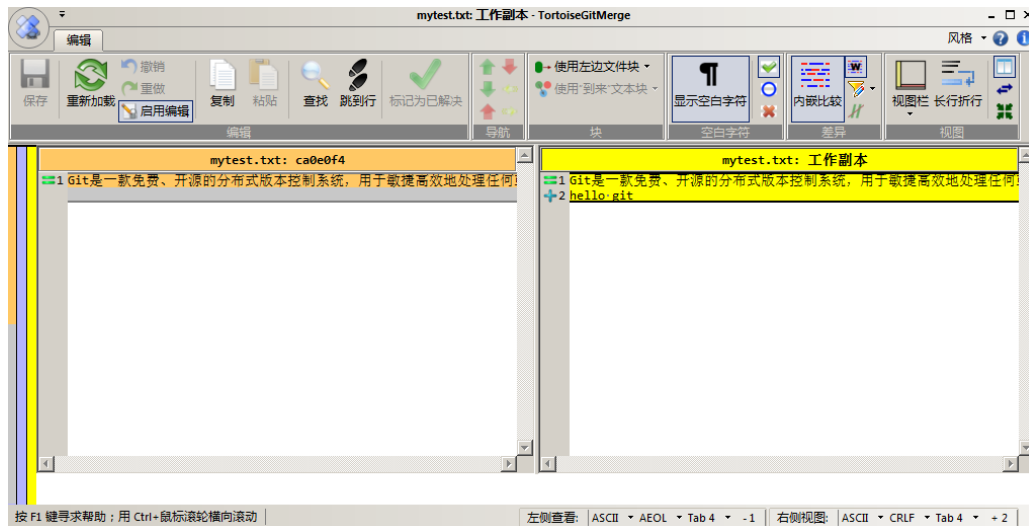 mytest.txt: 工作副本 - TortoiseGitMerge
编辑
风格
保存
重新加载
撤销
重做
启用编辑
复制
粘贴
查找
跳到行
标记为已解决
使用左边文件块
使用'到来'文本块
显示空白字符
内嵌比较
视图栏
长行折行
编辑
导航
块
空白字符
差异
视图
mytest.txt: ca0e0f4
1 Git是一款免费、开源的分布式版本控制系统，用于敏捷高效地处理任何
mytest.txt: 工作副本
1 Git是一款免费、开源的分布式版本控制系统，用于敏捷高效地处理任何
2 hello·git
按 F1 键寻求帮助；用 Ctrl+鼠标滚轮横向滚动
左侧查看: ASCII AEOL Tab 4 - 1
右侧视图: ASCII CRLF Tab 4 + 2